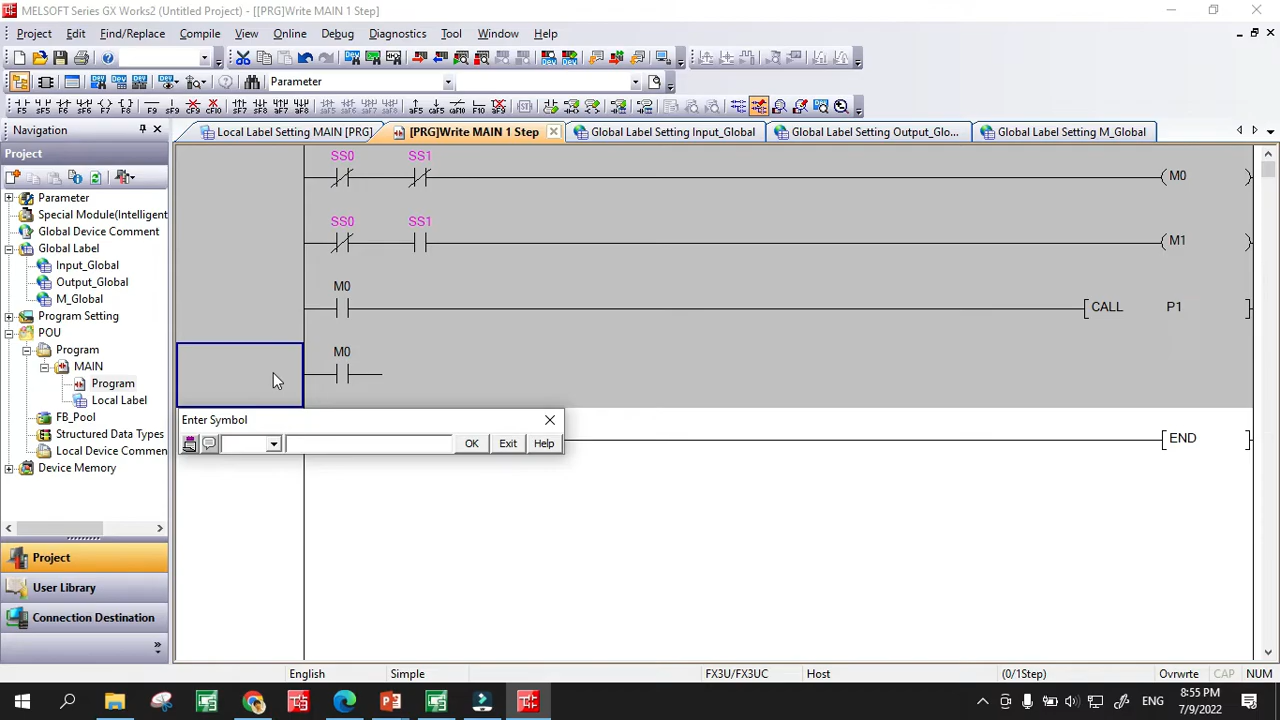 MELSOFT Series GX Works2 (Untitled Project) - [[PRG]Write MAIN 1 Step]
Project Edit Find/Replace Compile View Online Debug Diagnostics Tool Window Help
Parameter
Navigation
Local Label Setting MAIN [PRG]
[PRG]Write MAIN 1 Step
Global Label Setting Input_Global
Global Label Setting Output_Glo...
Global Label Setting M_Global
Project
Parameter
Special Module(Intelligent
Global Device Comment
Global Label
Input_Global
Output_Global
M_Global
Program Setting
POU
Program
MAIN
Program
Local Label
FB_Pool
Structured Data Types
Local Device Commen
Device Memory
Project
User Library
Connection Destination
SS0 SS1
M0
SS0 SS1
M1
M0
CALL P1
M0
Enter Symbol
OK Exit Help
END
English Simple FX3U/FX3UC Host (0/1Step) Ovrwrte CAP NUM
ENG
8:55 PM
7/9/2022